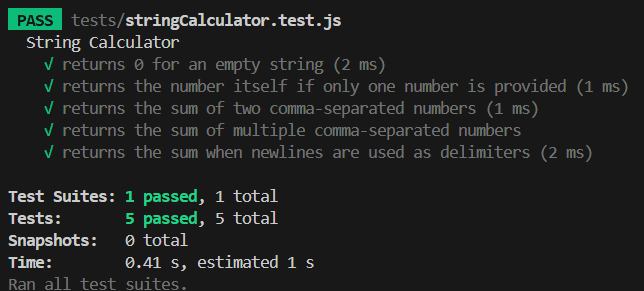 PASS tests/stringCalculator.test.js
String Calculator
√ returns 0 for an empty string (2 ms)
√ returns the number itself if only one number is provided (1 ms)
√ returns the sum of two comma-separated numbers (1 ms)
√ returns the sum of multiple comma-separated numbers
√ returns the sum when newlines are used as delimiters (2 ms)
Test Suites: 1 passed, 1 total
Tests: 5 passed, 5 total
Snapshots: 0 total
Time: 0.41 s, estimated 1 s
Ran all test suites.